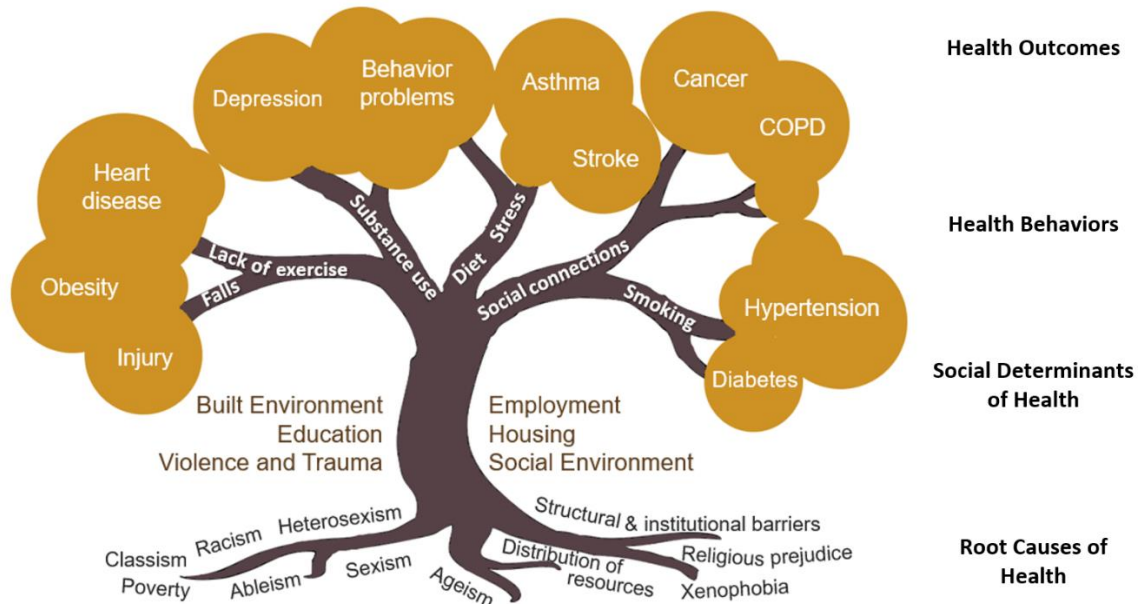 Health Outcomes
Depression
Behavior
problems
Asthma
Cancer
COPD
Stroke
Heart
disease
Obesity
Injury
Hypertension
Diabetes
Health Behaviors
Lack of exercise
Falls
Substance use
Diet
Stress
Social connections
Smoking
Social Determinants
of Health
Built Environment
Education
Violence and Trauma
Employment
Housing
Social Environment
Root Causes of
Health
Classism
Poverty
Racism
Ableism
Heterosexism
Sexism
Ageism
Structural & institutional barriers
Distribution of
resources
Religious prejudice
Xenophobia